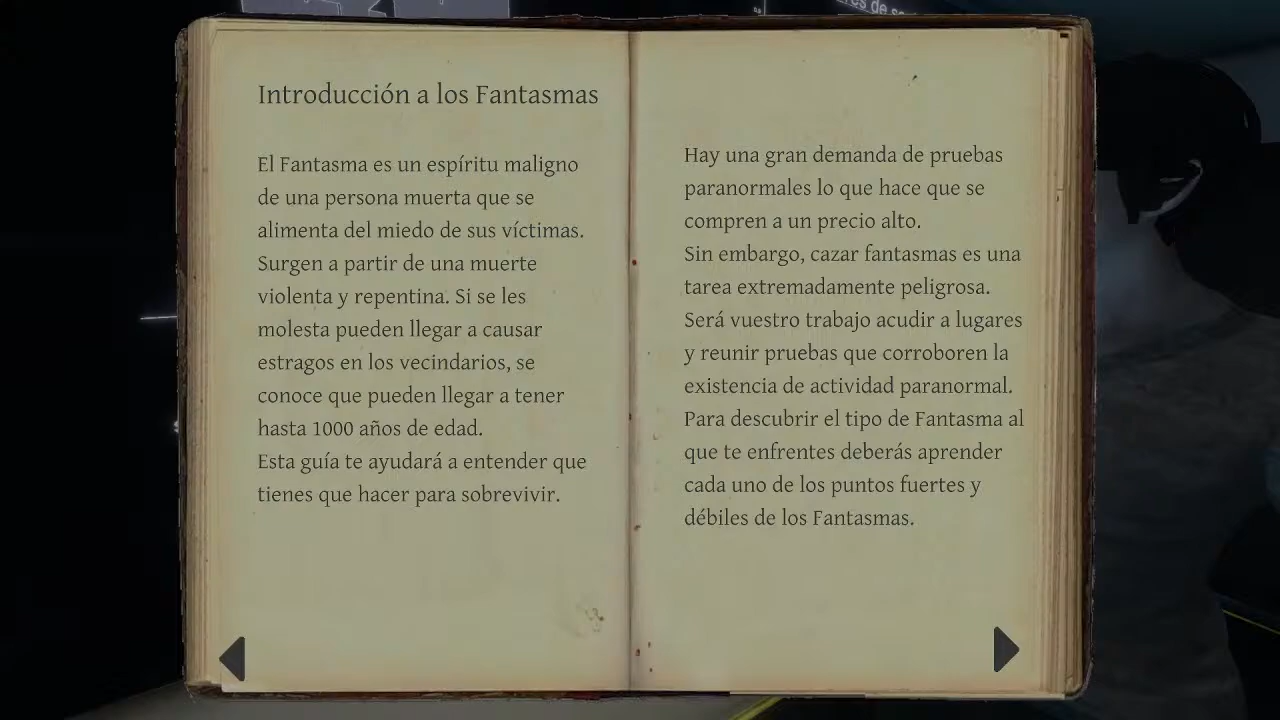 Introducción a los Fantasmas
El Fantasma es un espíritu maligno
de una persona muerta que se
alimenta del miedo de sus víctimas.
Surgen a partir de una muerte
violenta y repentina. Si se les
molesta pueden llegar a causar
estragos en los vecindarios, se
conoce que pueden llegar a tener
hasta 1000 años de edad.
Esta guía te ayudará a entender que
tienes que hacer para sobrevivir.
Hay una gran demanda de pruebas
paranormales lo que hace que se
compren a un precio alto.
Sin embargo, cazar fantasmas es una
tarea extremadamente peligrosa.
Será vuestro trabajo acudir a lugares
y reunir pruebas que corroboren la
existencia de actividad paranormal.
Para descubrir el tipo de Fantasma al
que te enfrentes deberás aprender
cada uno de los puntos fuertes y
débiles de los Fantasmas.